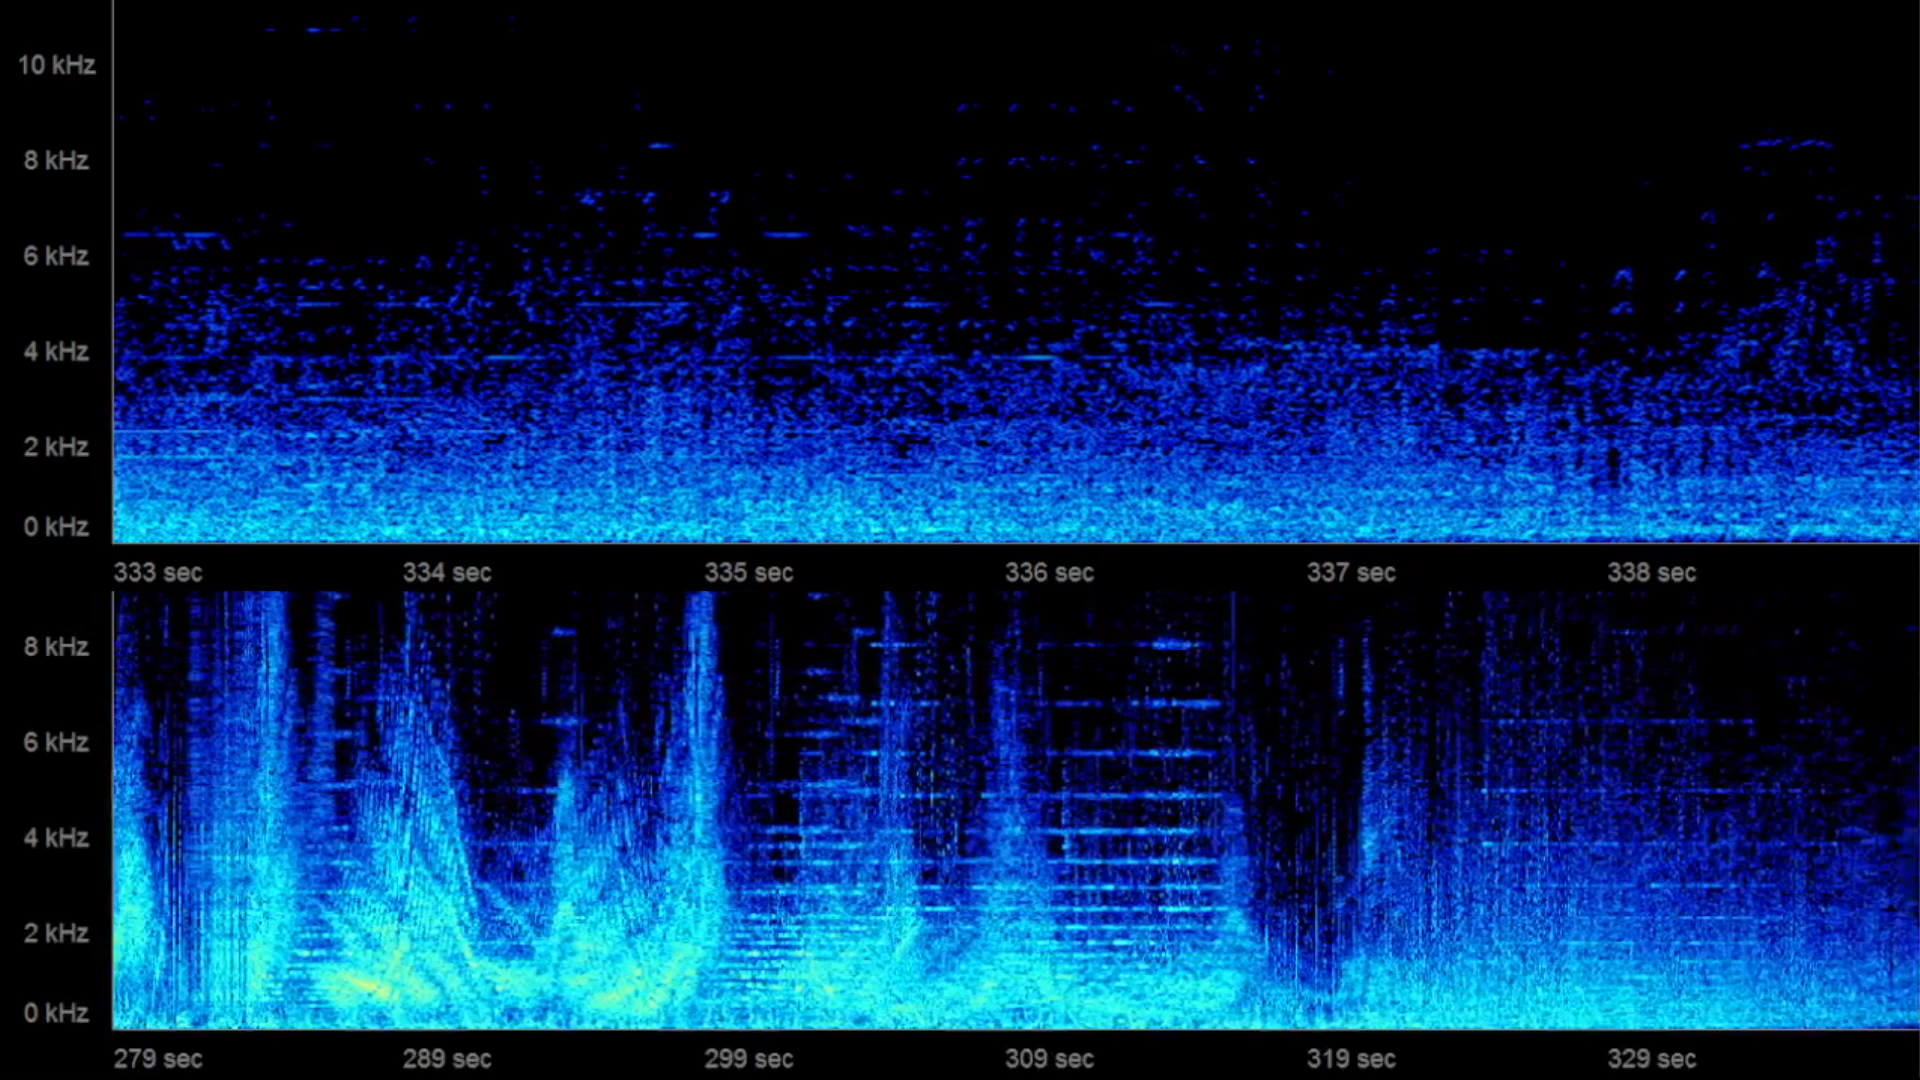 10 kHz
8 kHz
6 kHz
4 kHz
2 kHz
0 kHz
333 sec 334 sec 335 sec 336 sec 337 sec 338 sec
8 kHz
6 kHz
4 kHz
2 kHz
0 kHz
279 sec 289 sec 299 sec 309 sec 319 sec 329 sec